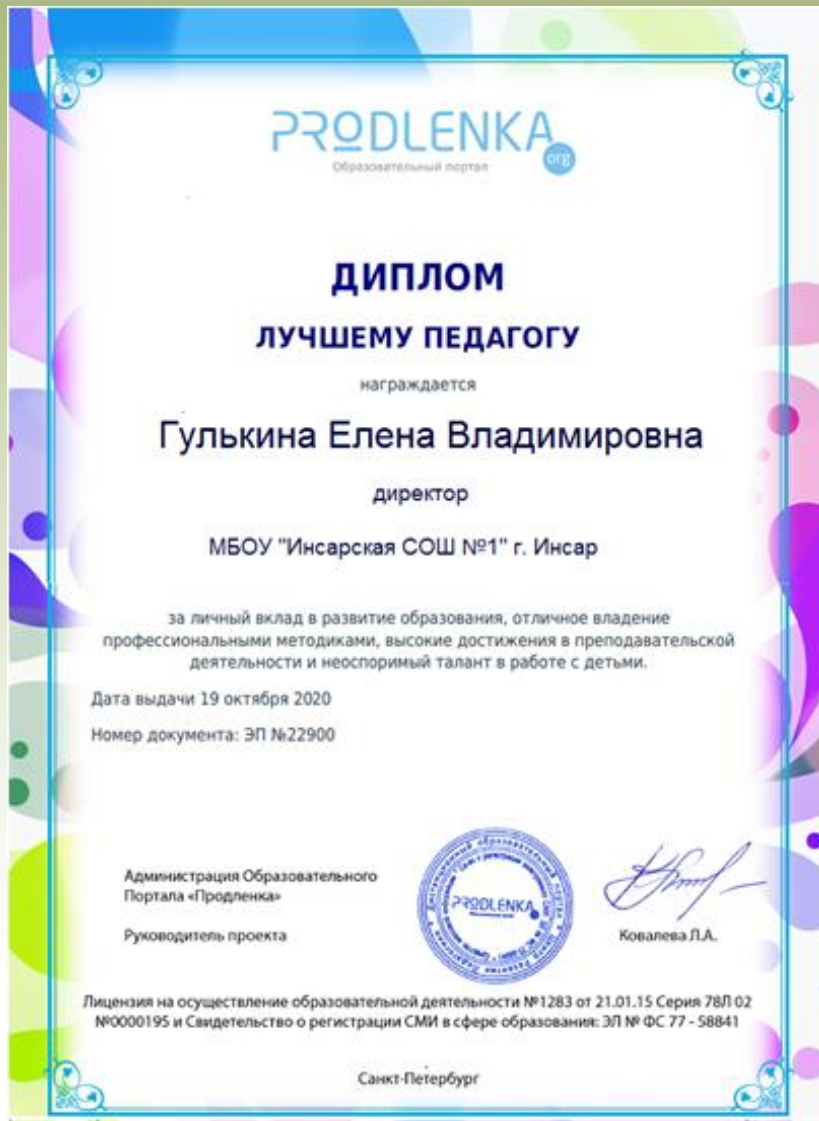 PRODLENKA
org
Образовательный портал
ДИПЛОМ
ЛУЧШЕМУ ПЕДАГОГУ
награждается
Гулькина Елена Владимировна
директор
МБОУ "Инсарская СОШ №1" г. Инсар
за личный вклад в развитие образования, отличное владение
профессиональными методиками, высокие достижения в преподавательской
деятельности и неоспоримый талант в работе с детьми.
Дата выдачи 19 октября 2020
Номер документа: ЭП №22900
Администрация Образовательного
Портала «Продленка»
Руководитель проекта
PRODLENKA
Ковалева Л.А.
Лицензия на осуществление образовательной деятельности №1283 от 21.01.15 Серия 78Л 02
№0000195 и Свидетельство о регистрации СМИ в сфере образования: ЭЛ № ФС 77 - 58841
Санкт-Петербург